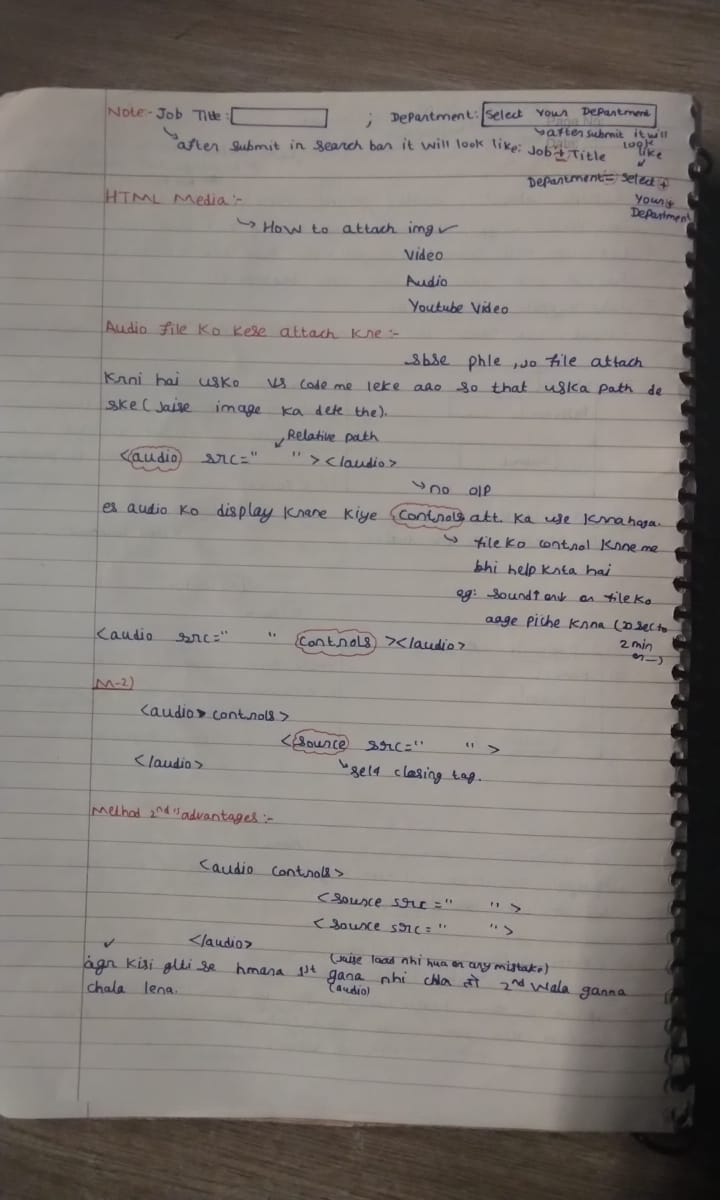 Note:- Job Title: ; Department: Select Your Department
↳after submit in search bar it will look like: Job+Title
↳after submit it will look like
Department= Select+Your+Department
HTML Media:-
↳ How to attach img ✓
Video
Audio
Youtube Video
Audio file Ko Kese attach Kre:-
Sbse phle, Jo file attach
Krni hai usko VS Code me leke aao so that uska path de
ske (Jaise image ka dete the).
Relative path
<audio src=" "></audio>
↳no O/P
es audio ko display Krane Kiye Controls att. Ka use Krna hoga.
↳ file Ko control Krne me
bhi help Krta hai
eg: Sound or file Ko
aage Piche Krna (20 sec to
2 min
<audio src=" " Controls ></audio>
M-2)
<audio controls>
<Source src=" ">
</audio>
↳self closing tag.
Method 2nd's advantages:-
<audio controls>
<Source src=" ">
<Source src=" ">
</audio>
✓ (Jaise load nhi hua or any mistake)
agr Kisi glti se hmara 1st gana nhi chla तो 2nd wala ganna
(audio)
chala lena.